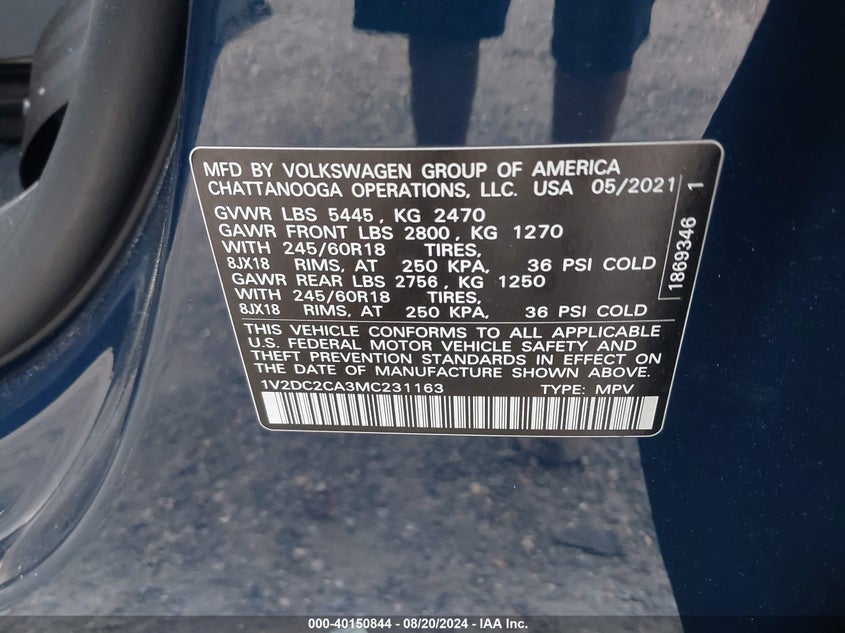 MFD BY VOLKSWAGEN GROUP OF AMERICA
CHATTANOOGA OPERATIONS, LLC. USA 05/2021
GVWR LBS 5445, KG 2470
GAWR FRONT LBS 2800, KG 1270
WITH 245/60R18 TIRES,
8JX18 RIMS, AT 250 KPA, 36 PSI COLD
GAWR REAR LBS 2756, KG 1250
WITH 245/60R18 TIRES,
8JX18 RIMS, AT 250 KPA, 36 PSI COLD
THIS VEHICLE CONFORMS TO ALL APPLICABLE
U.S. FEDERAL MOTOR VEHICLE SAFETY AND
THEFT PREVENTION STANDARDS IN EFFECT ON THE
DATE OF MANUFACTURE SHOWN ABOVE.
1V2DC2CA3MC231163 TYPE: MPV
1869346 1
000-40150844 - 08/20/2024 - IAA Inc.